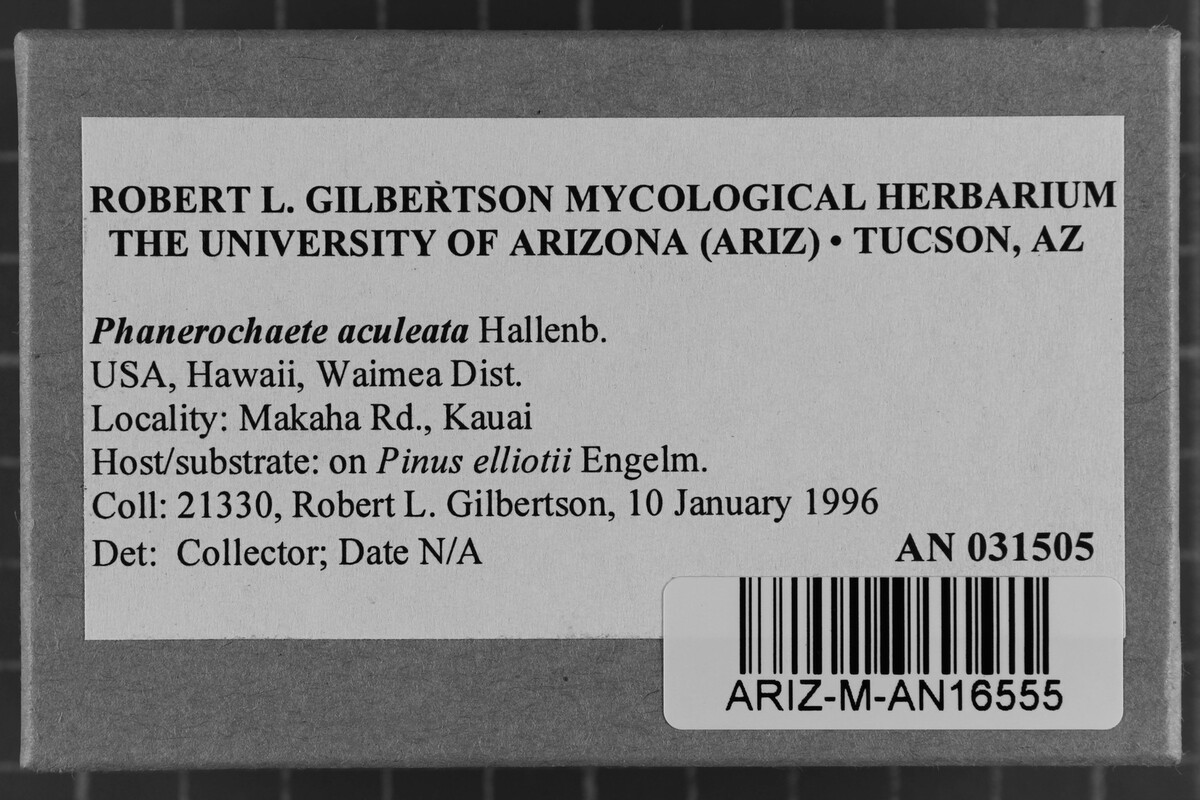 ROBERT L. GILBERTSON MYCOLOGICAL HERBARIUM
THE UNIVERSITY OF ARIZONA (ARIZ) • TUCSON, AZ
Phanerochaete aculeata Hallenb.
USA, Hawaii, Waimea Dist.
Locality: Makaha Rd., Kauai
Host/substrate: on Pinus elliotii Engelm.
Coll: 21330, Robert L. Gilbertson, 10 January 1996
Det: Collector; Date N/A
AN 031505
ARIZ-M-AN16555